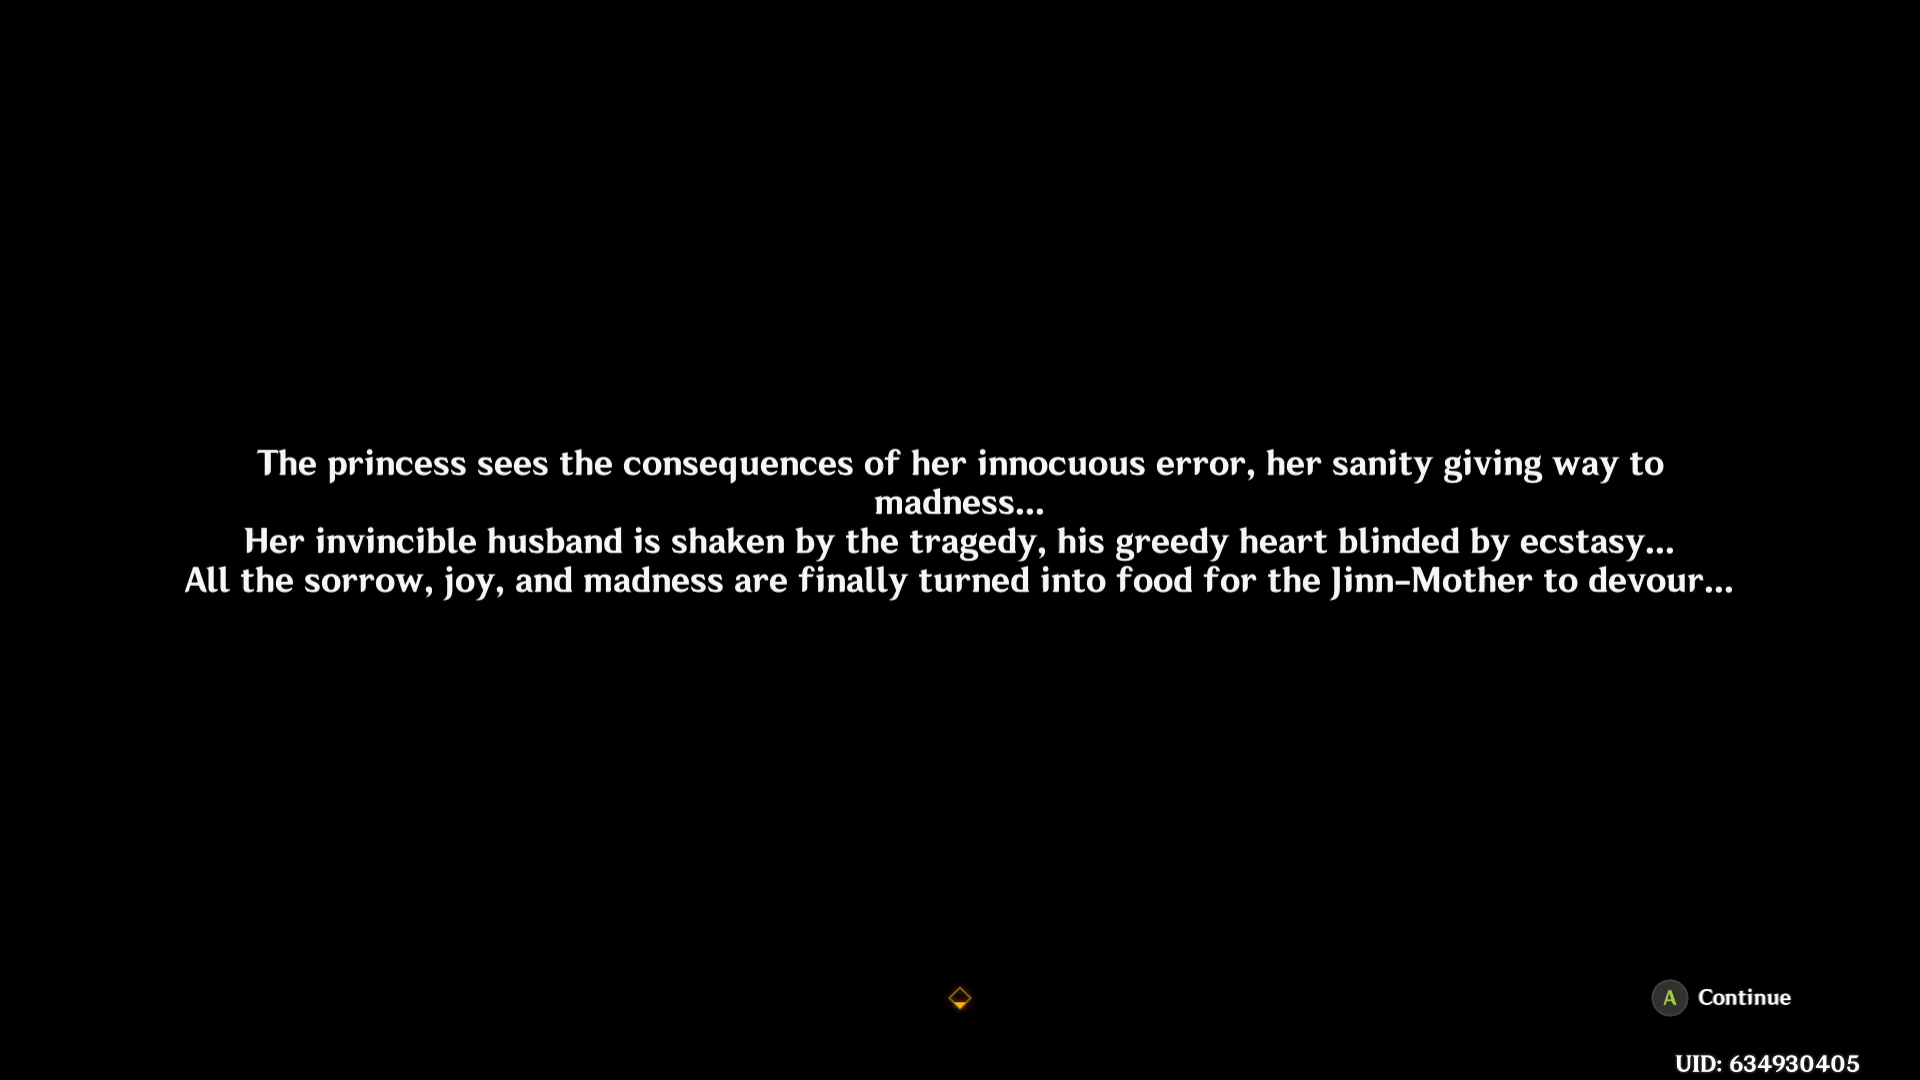 The princess sees the consequences of her innocuous error, her sanity giving way to
madness...
Her invincible husband is shaken by the tragedy, his greedy heart blinded by ecstasy...
All the sorrow, joy, and madness are finally turned into food for the Jinn-Mother to devour...
A Continue
UID: 634930405